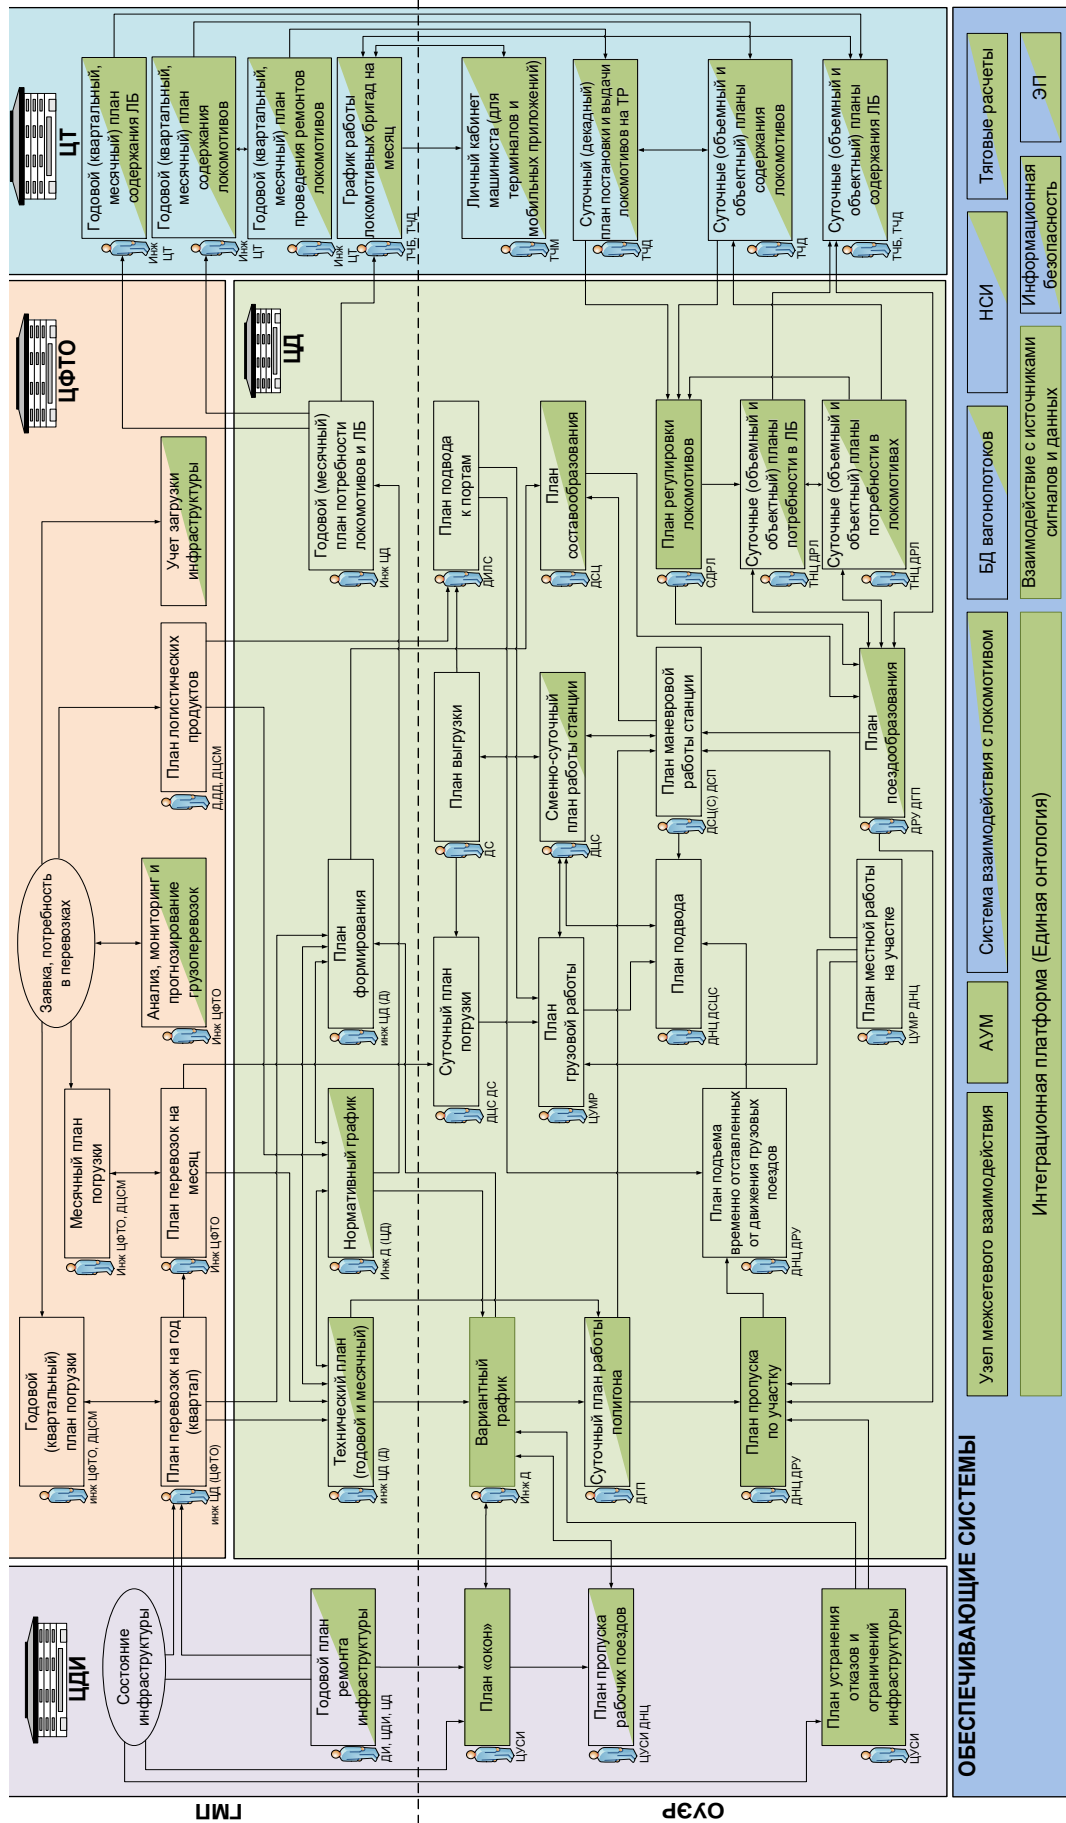 ЦДИ
Состояние
инфраструктуры
Годовой план
ремонта
инфраструктуры
ДИ, ЦДИ, ЦД
План «окон»
ЦУСИ
План пропуска
рабочих поездов
ЦУСИ ДНЦ
План устранения
отказов и
ограничений
инфраструктуры
ЦУСИ
ГМП
ОУЭР
ЦФТО
Заявка, потребность
в перевозках
Годовой
(квартальный)
план погрузки
инж ЦФТО, ДЦСМ
Месячный план
погрузки
Инж ЦФТО, ДЦСМ
Анализ, мониторинг и
прогнозирование
грузоперевозок
Инж ЦФТО
План логистических
продуктов
Д,ДД, ДЦСМ
Учет загрузки
инфраструктуры
План перевозок на год
(квартал)
инж ЦД (ЦФТО)
План перевозок на
месяц
Инж ЦФТО
ЦД
Технический план
(годовой и месячный)
инж ЦД (Д)
Нормативный график
Инж Д (ЦД)
План
формирования
инж ЦД (Д)
Годовой (месячный)
план потребности
локомотивов и ЛБ
Инж ЦД
Вариантный
график
Инж Д
Суточный план
погрузки
ДЦС ДС
План выгрузки
ДС
План подвода
к портам
ДИЛС
Суточный план работы
полигона
ДГП
План
грузовой работы
ЦУМР
Сменно-суточный
план работы станции
ДЦС
План
составообразования
ДСЦ
План пропуска
по участку
ДНЦ ДРУ
План подъема
временно отставленных
от движения грузовых
поездов
ДНЦ ДРУ
План подвода
ДНЦ ДСЦС
План маневровой
работы станции
ДСЦ(С) ДСП
План регулировки
локомотивов
СДРЛ
Суточные (объемный и
объектный) планы
потребности в ЛБ
ТНЦ ДРЛ
Суточные (объемный и
объектный) планы
потребности в
локомотивах
ТНЦ ДРЛ
План местной работы
на участке
ЦУМР ДНЦ
План
поездообразования
ДРУ ДГП
ЦТ
Годовой (квартальный,
месячный) план
содержания ЛБ
Инж
ЦТ
Годовой (квартальный,
месячный) план
содержания
локомотивов
Инж
ЦТ
Годовой (квартальный,
месячный) план
проведения ремонтов
локомотивов
Инж
ЦТ
График работы
локомотивных бригад на
месяц
ТЧБ, ТЧД
Личный кабинет
машиниста (для
терминалов и
мобильных приложений)
ТЧМ
Суточный (декадный)
план постановки и выдачи
локомотивов на ТР
ТЧД
Суточные (объемный и
объектный) планы
содержания
локомотивов
ТЧД
Суточные (объемный и
объектный) планы
содержания ЛБ
ТЧБ, ТЧД
ОБЕСПЕЧИВАЮЩИЕ СИСТЕМЫ
Узел межсетевого взаимодействия
АУМ
Система взаимодействия с локомотивом
БД вагонопотоков
НСИ
Тяговые расчеты
Интеграционная платформа (Единая онтология)
Взаимодействие с источниками
сигналов и данных
Информационная
безопасность
ЭП